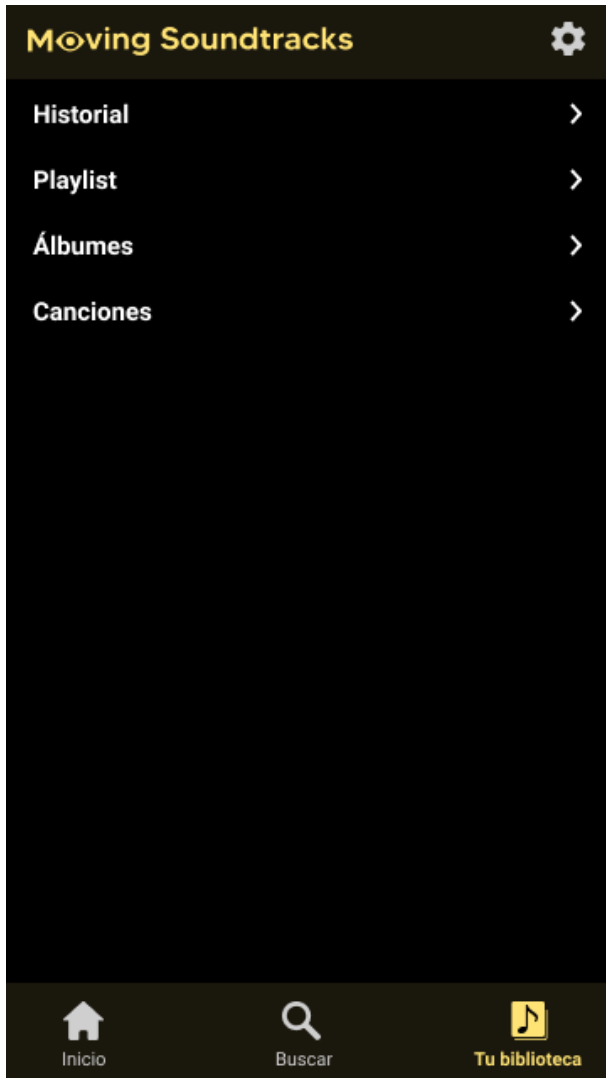 Moving Soundtracks
Historial
Playlist
Álbumes
Canciones
Inicio
Buscar
Tu biblioteca